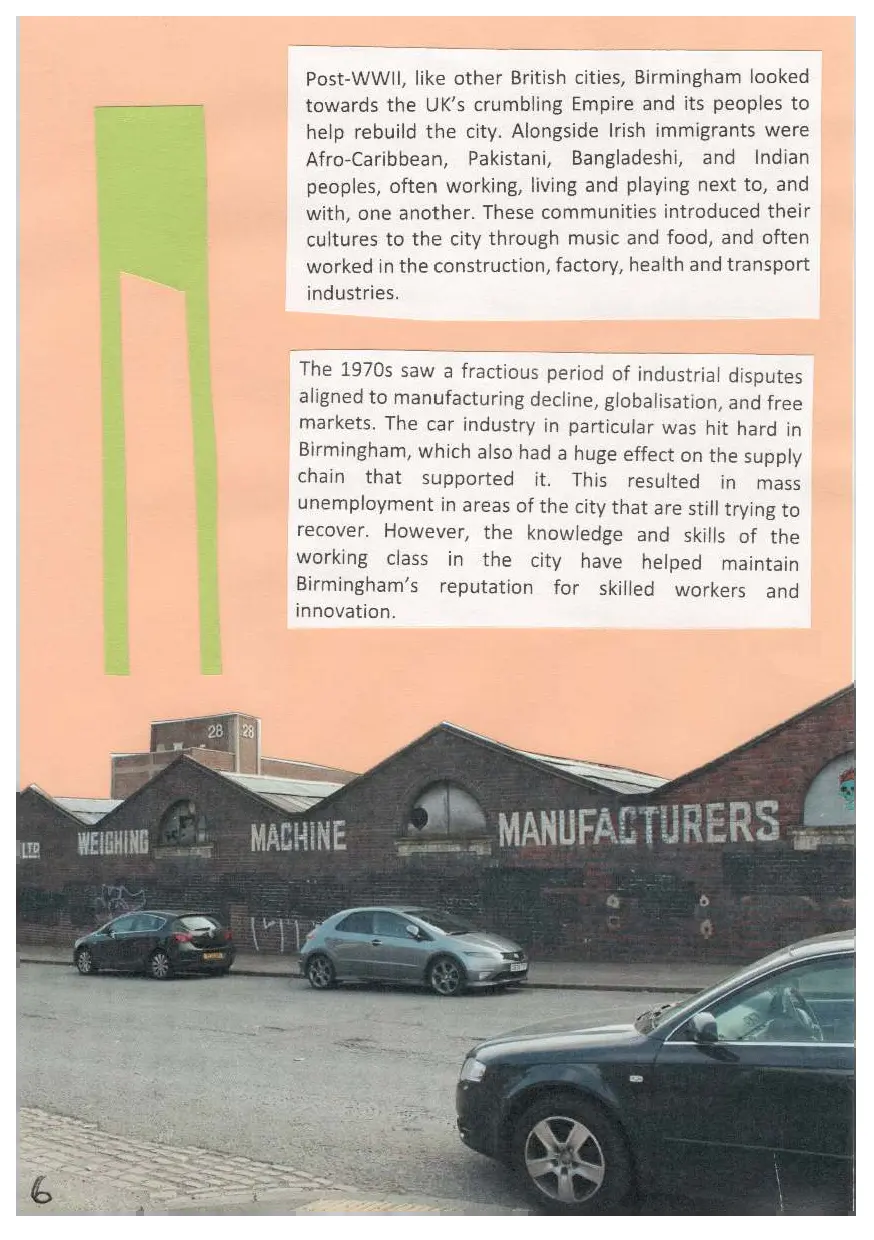 Post-WWII, like other British cities, Birmingham looked
towards the UK's crumbling Empire and its peoples to
help rebuild the city. Alongside Irish immigrants were
Afro-Caribbean, Pakistani, Bangladeshi, and Indian
peoples, often working, living and playing next to, and
with, one another. These communities introduced their
cultures to the city through music and food, and often
worked in the construction, factory, health and transport
industries.
The 1970s saw a fractious period of industrial disputes
aligned to manufacturing decline, globalisation, and free
markets. The car industry in particular was hit hard in
Birmingham, which also had a huge effect on the supply
chain that supported it. This resulted in mass
unemployment in areas of the city that are still trying to
recover. However, the knowledge and skills of the
working class in the city have helped maintain
Birmingham's reputation for skilled workers and
innovation.
28 28
LTD WEIGHING MACHINE MANUFACTURERS
6